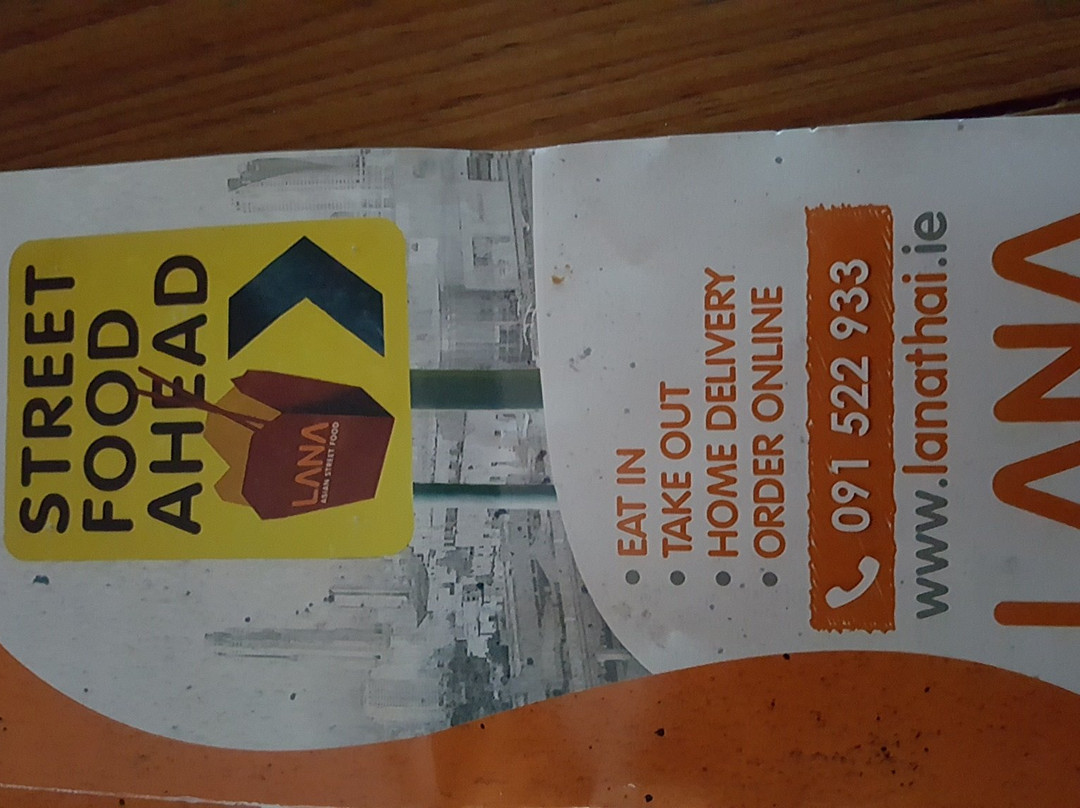 STREET
FOOD
AHEAD
LANA
ASIAN STREET FOOD
• EAT IN
• TAKE OUT
• HOME DELIVERY
• ORDER ONLINE
091 522 933
www.lanathai.ie
LANA